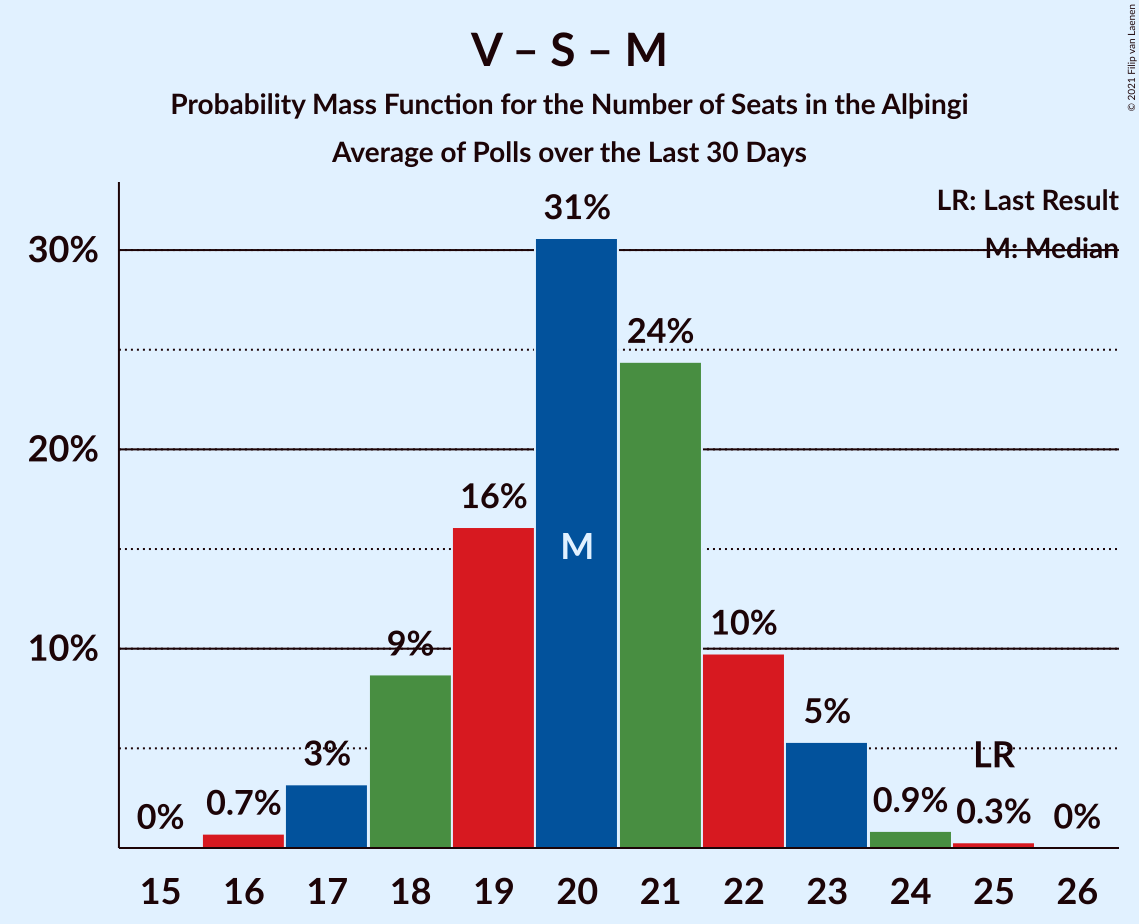 V – S – M
Probability Mass Function for the Number of Seats in the Alþingi
Average of Polls over the Last 30 Days
© 2021 Filip van Laenen
LR: Last Result
M: Median
30%
20%
10%
0%
0.7%
3%
9%
16%
31%
M
24%
10%
5%
0.9%
LR
0.3%
0%
15 16 17 18 19 20 21 22 23 24 25 26